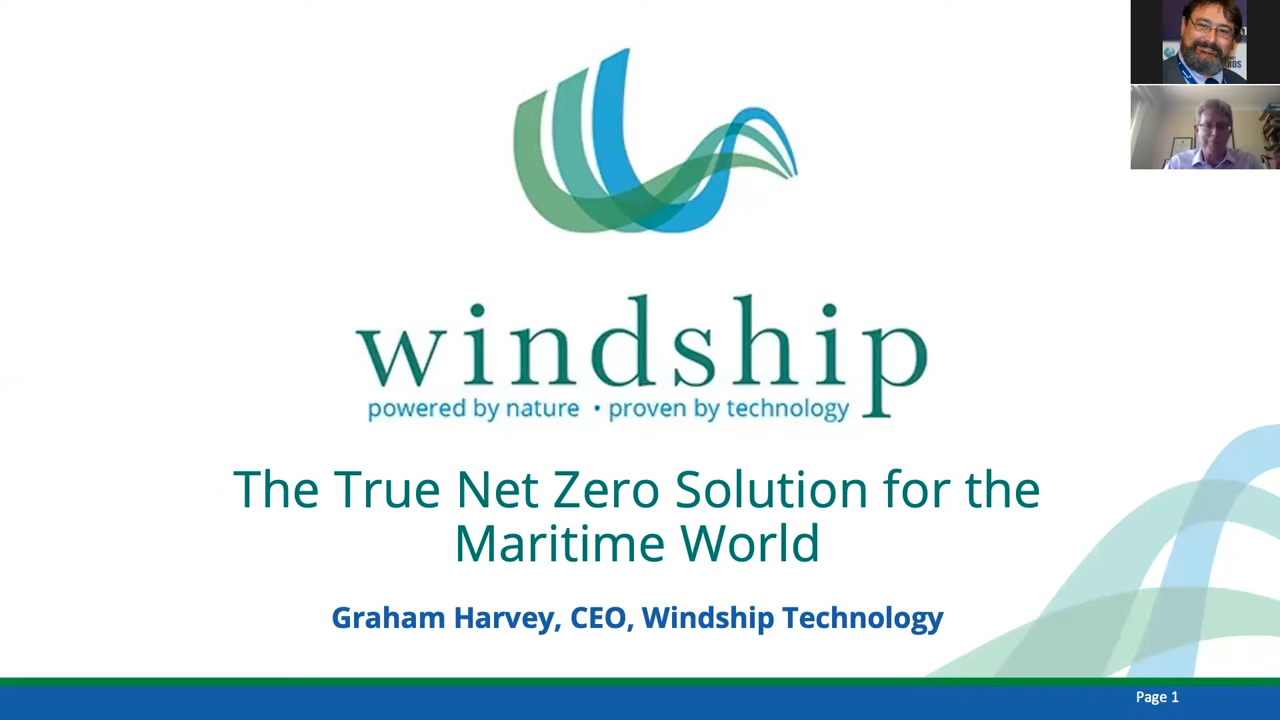 windship
powered by nature • proven by technology
The True Net Zero Solution for the
Maritime World
Graham Harvey, CEO, Windship Technology
Page 1